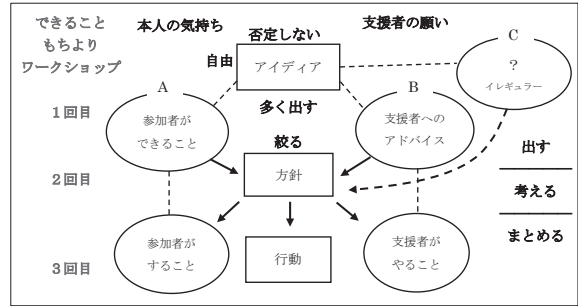 できること
もちより
ワークショップ
本人の気持ち
否定しない
支援者の願い
自由
アイディア
C
?
イレギュラー
A
B
1回目
参加者が
できること
多く出す
支援者への
アドバイス
絞る
出す
2回目
方針
考える
まとめる
参加者が
すること
行動
支援者が
やること
3回目